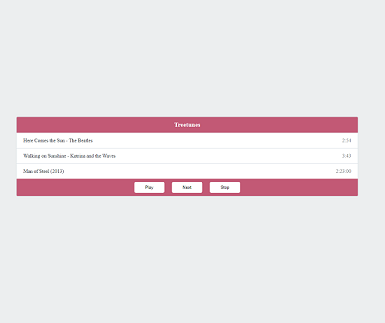 Treetunes
Here Comes the Sun - The Beatles 2:54
Walking on Sunshine - Katrina and the Waves 3:43
Man of Steel (2013) 2:23:00
Play Next Stop